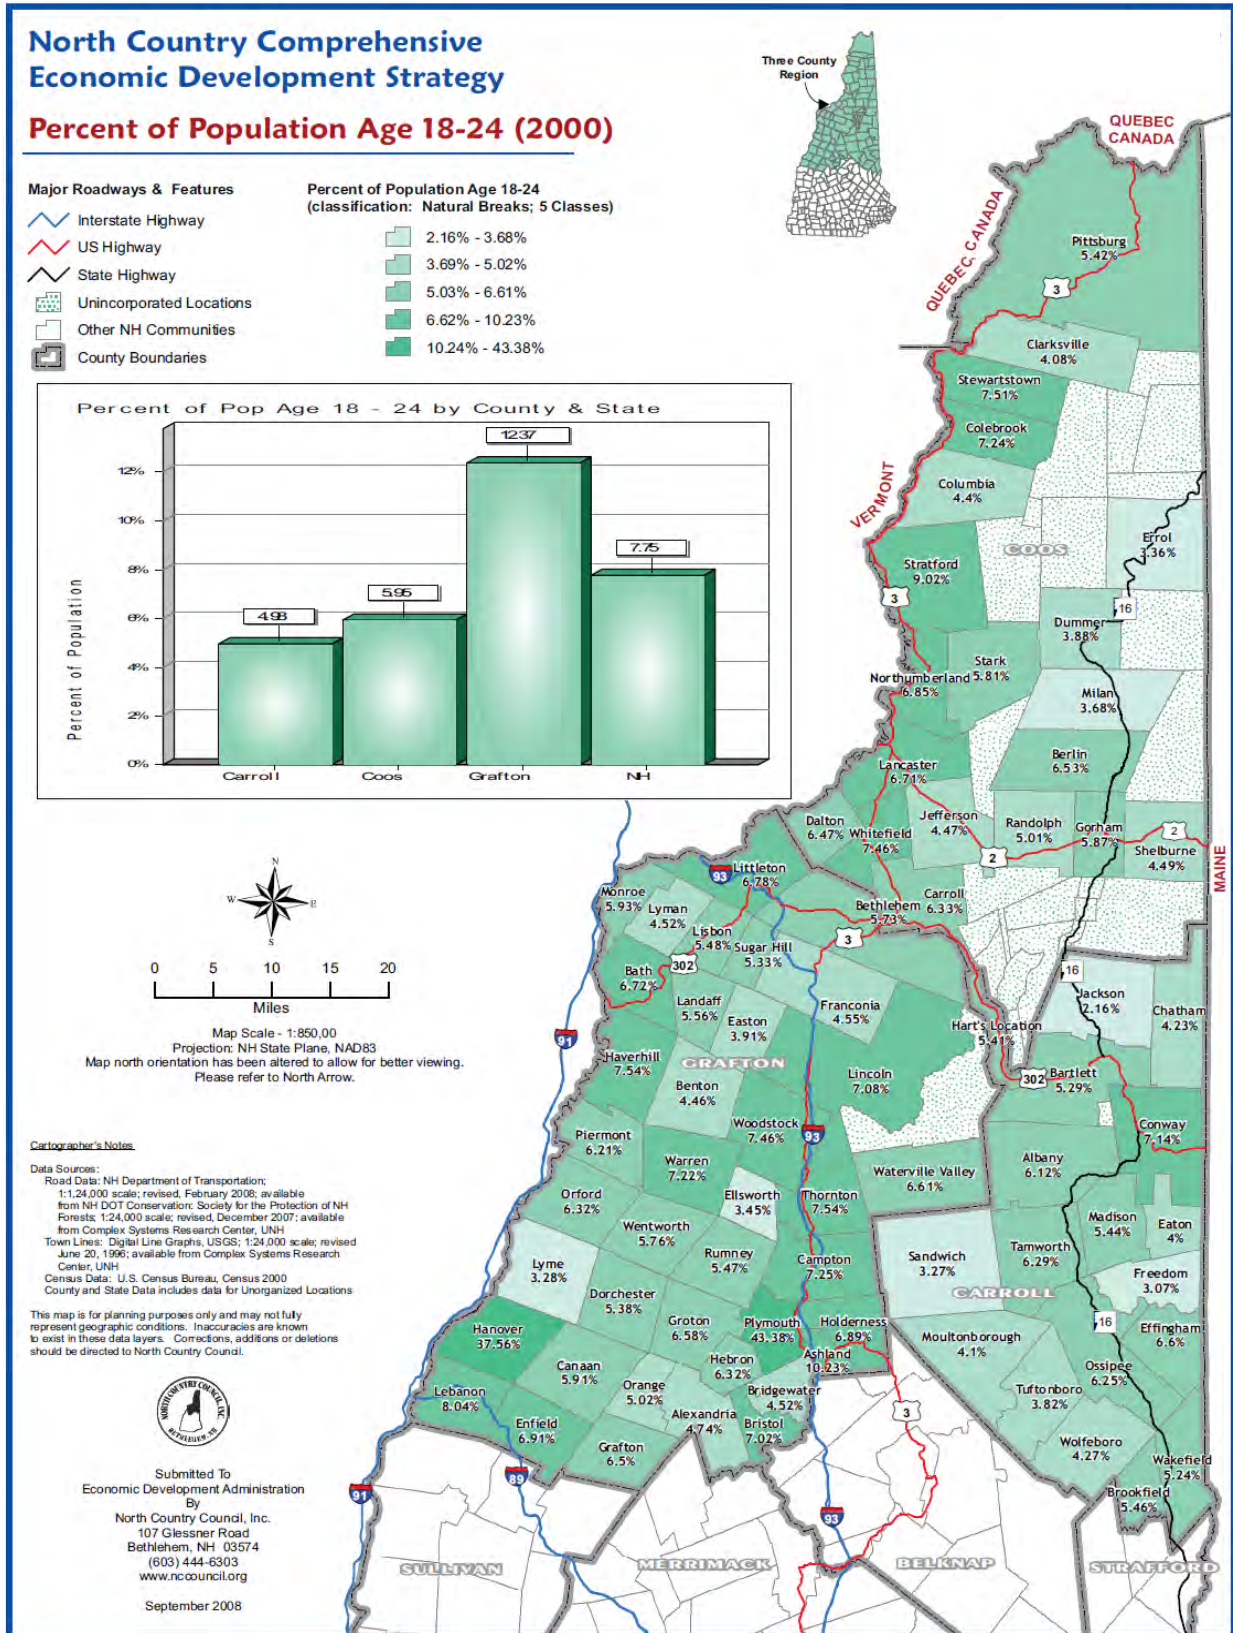 North Country Comprehensive
Economic Development Strategy
Percent of Population Age 18-24 (2000)
Major Roadways & Features
Interstate Highway
US Highway
State Highway
Unincorporated Locations
Other NH Communities
County Boundaries
Percent of Population Age 18-24
(classification: Natural Breaks; 5 Classes)
2.16% - 3.68%
3.69% - 5.02%
5.03% - 6.61%
6.62% - 10.23%
10.24% - 43.38%
Three County
Region
Percent of Pop Age 18 - 24 by County & State
Percent of Population
12%
10%
8%
6%
4%
2%
0%
4.98
5.95
12.37
7.75
Carroll
Coos
Grafton
NH
QUEBEC
CANADA
QUEBEC, CANADA
VERMONT
MAINE
Pittsburg
5.42%
3
Clarksville
4.08%
Stewartstown
7.51%
Colebrook
7.24%
Columbia
4.4%
COOS
Errol
3.36%
Stratford
9.02%
3
16
Dummer
3.88%
Stark
5.81%
Northumberland
6.85%
Milan
3.68%
Berlin
6.53%
Lancaster
6.71%
Dalton
6.47%
Whitefield
7.46%
Jefferson
4.47%
Randolph
5.01%
Gorham
5.87%
2
2
Shelburne
4.49%
Littleton
6.78%
93
Monroe
5.93%
Lyman
4.52%
Carroll
6.33%
Bethlehem
5.73%
Lisbon
5.48%
Sugar Hill
5.33%
3
302
Bath
6.72%
16
Jackson
2.16%
Chatham
4.23%
Landaff
5.56%
Easton
3.91%
Franconia
4.55%
Hart's Location
5.41%
91
Haverhill
7.54%
GRAFTON
Benton
4.46%
Lincoln
7.08%
302
Bartlett
5.29%
Woodstock
7.46%
93
Conway
7.14%
Piermont
6.21%
Warren
7.22%
Waterville Valley
6.61%
Albany
6.12%
Orford
6.32%
Ellsworth
3.45%
Thornton
7.54%
Wentworth
5.76%
Rumney
5.47%
Campton
7.25%
Madison
5.44%
Eaton
4%
Sandwich
3.27%
Tamworth
6.29%
Lyme
3.28%
Freedom
3.07%
CARROLL
Dorchester
5.38%
Groton
6.58%
Plymouth
43.38%
Holderness
6.89%
Hanover
37.56%
16
Effingham
6.6%
Moultonborough
4.1%
Canaan
5.91%
Hebron
6.32%
Ashland
10.23%
Ossipee
6.25%
Lebanon
8.04%
Orange
5.02%
Bridgewater
4.52%
Tuftonboro
3.82%
Enfield
6.91%
Alexandria
4.74%
Bristol
7.02%
3
Wolfeboro
4.27%
Grafton
6.5%
Wakefield
5.24%
Brookfield
5.46%
89
91
93
SULLIVAN
MERRIMACK
BELKNAP
STRAFFORD
N
W
E
S
0 5 10 15 20
Miles
Map Scale - 1:850,00
Projection: NH State Plane, NAD83
Map north orientation has been altered to allow for better viewing.
Please refer to North Arrow.
Cartographer's Notes
Data Sources:
Road Data: NH Department of Transportation;
1:1,24,000 scale; revised, February 2008; available
from NH DOT Conservation: Society for the Protection of NH
Forests; 1:24,000 scale; revised, December 2007; available
from Complex Systems Research Center, UNH
Town Lines: Digital Line Graphs, USGS; 1:24,000 scale; revised
June 20, 1996; available from Complex Systems Research
Center, UNH
Census Data: U.S. Census Bureau, Census 2000
County and State Data includes data for Unorganized Locations
This map is for planning purposes only and may not fully
represent geographic conditions. Inaccuracies are known
to exist in these data layers. Corrections, additions or deletions
should be directed to North Country Council.
NORTH COUNTRY COUNCIL, INC.
BETHLEHEM, NH
Submitted To
Economic Development Administration
By
North Country Council, Inc.
107 Glessner Road
Bethlehem, NH 03574
(603) 444-6303
www.nccouncil.org
September 2008